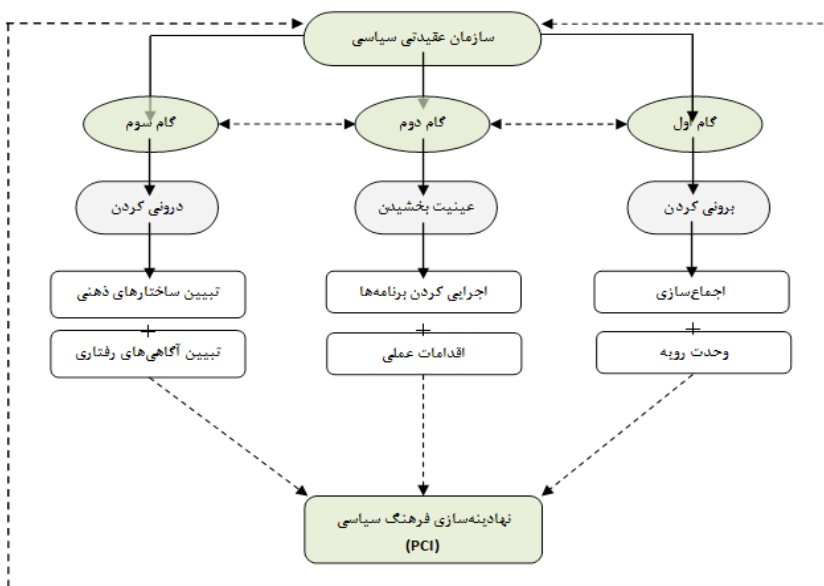 سازمان عقیدتی سیاسی
گام اول
گام دوم
گام سوم
برونی کردن
عینیت بخشیدن
درونی کردن
اجماع‌سازی
اجرایی کردن برنامه‌ها
تبیین ساختارهای ذهنی
+
+
+
وحدت رویه
اقدامات عملی
تبیین آگاهی‌های رفتاری
نهادینه‌سازی فرهنگ سیاسی
(PCI)